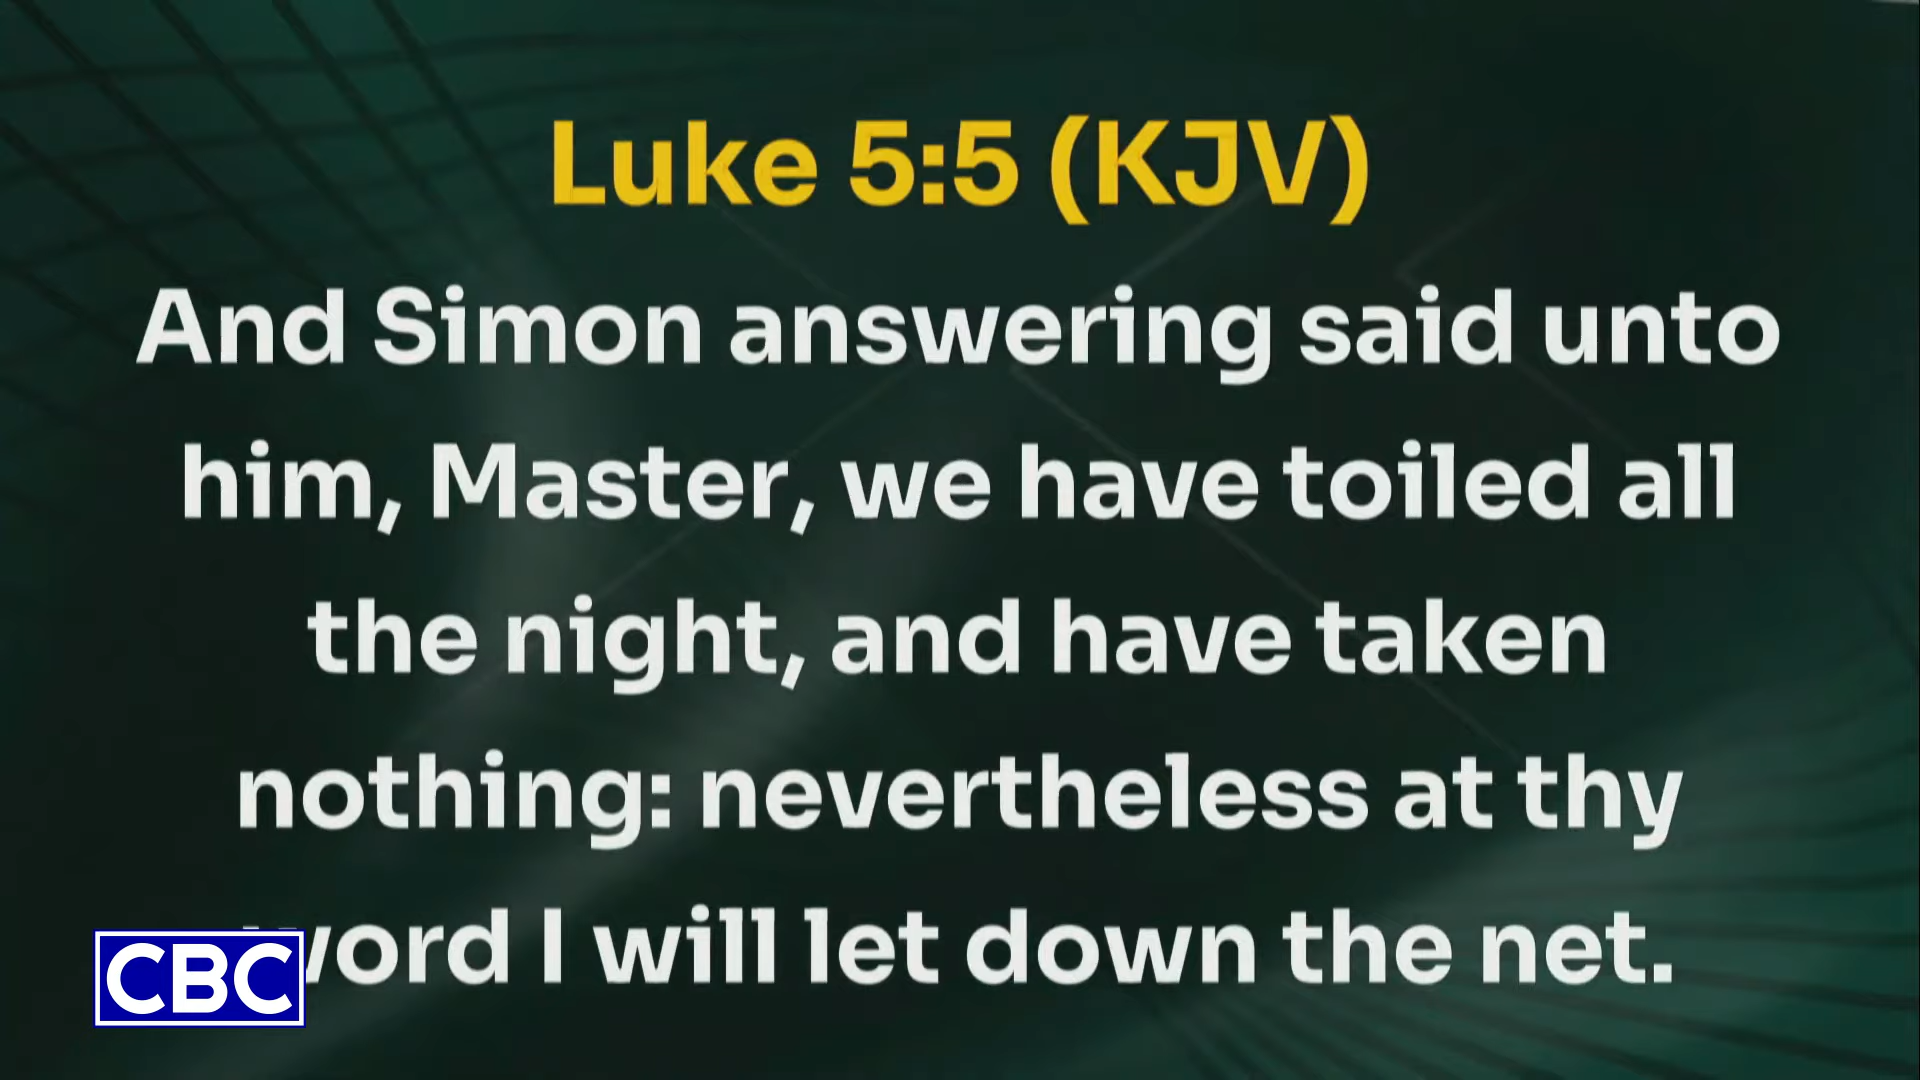 Luke 5:5 (KJV)
And Simon answering said unto
him, Master, we have toiled all
the night, and have taken
nothing: nevertheless at thy
word I will let down the net.
CBC